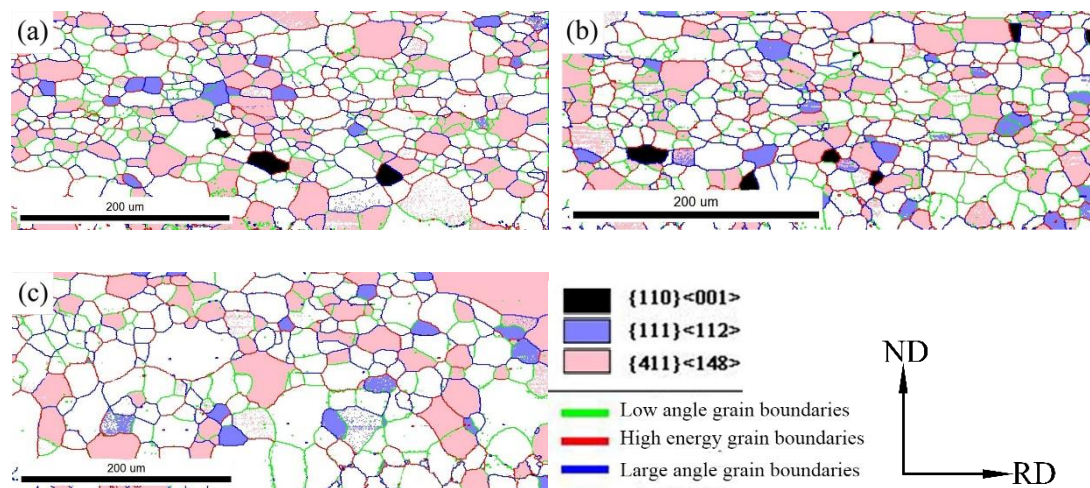 (a)
200 um
(b)
200 um
(c)
200 um
{110}<001>
{111}<112>
{411}<148>
Low angle grain boundaries
High energy grain boundaries
Large angle grain boundaries
ND
RD